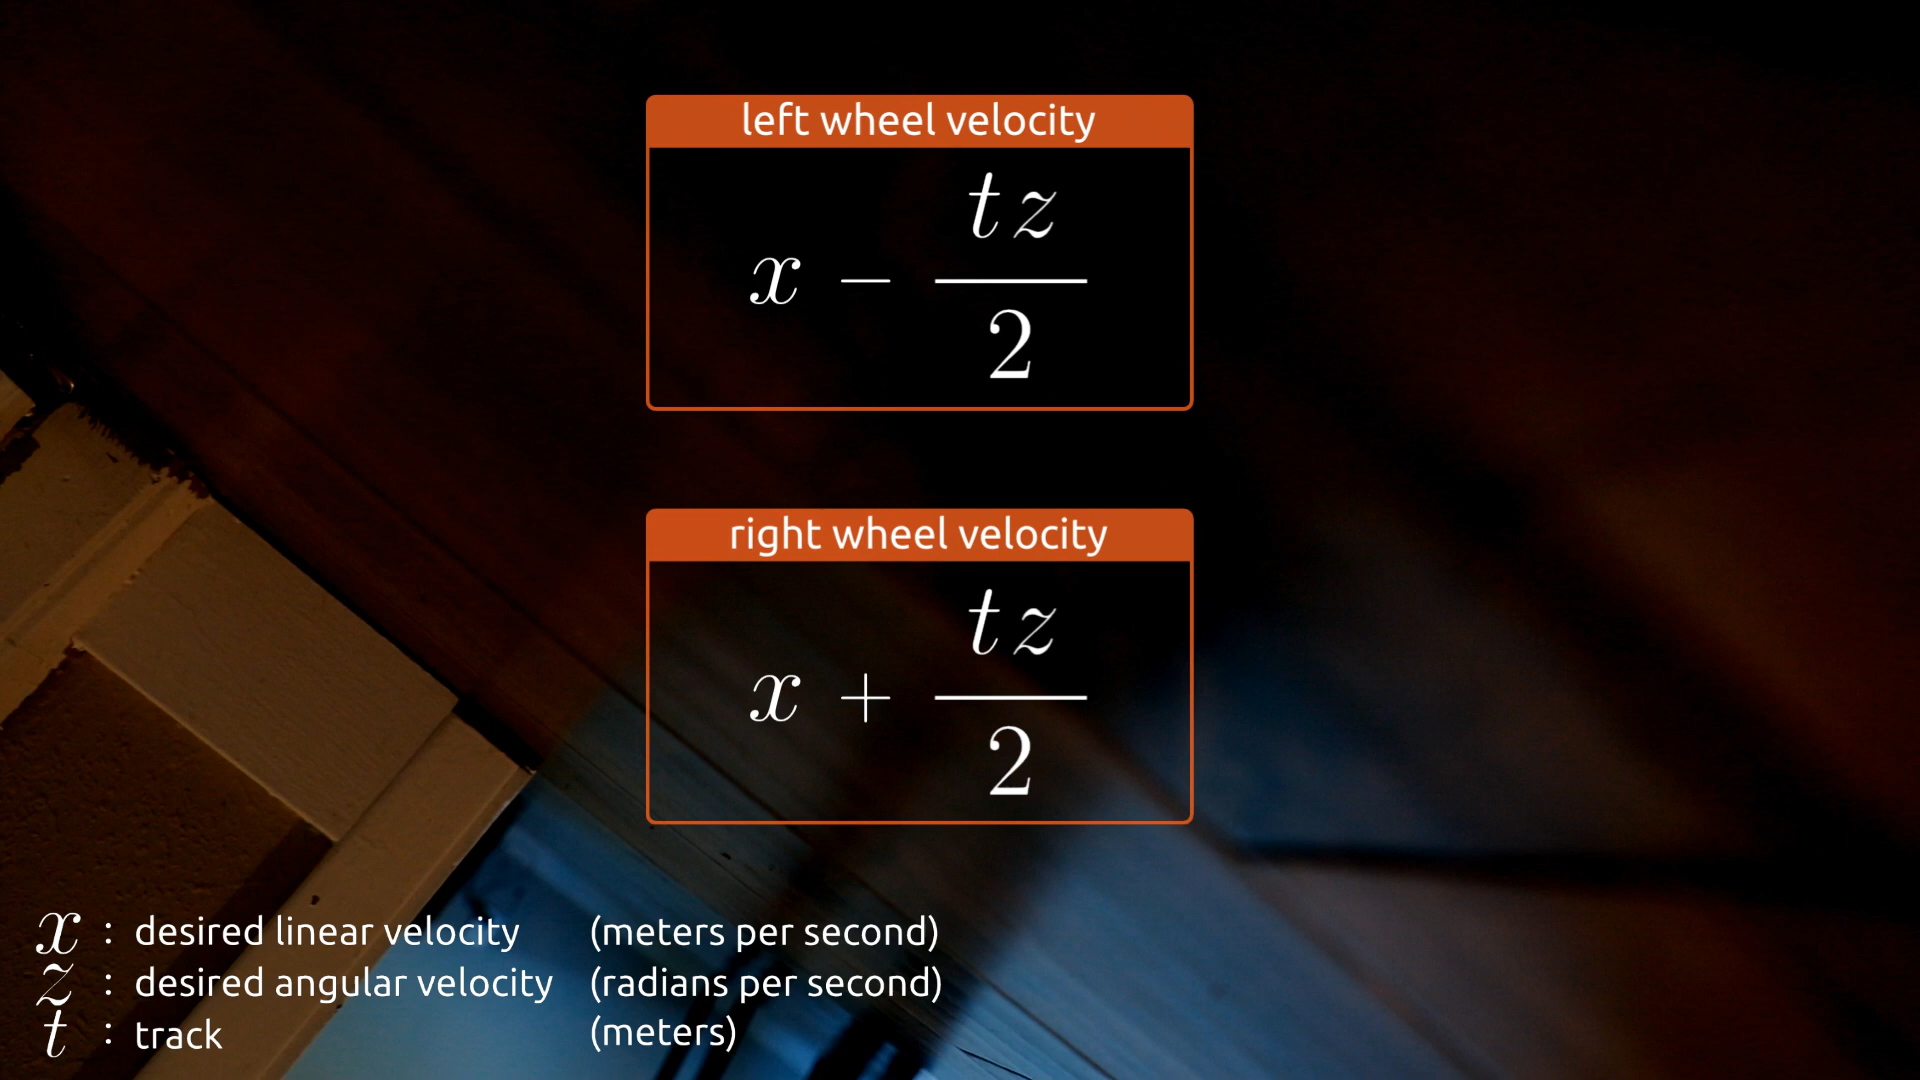 left wheel velocity
x − tz/2
right wheel velocity
x + tz/2
x : desired linear velocity (meters per second)
z : desired angular velocity (radians per second)
t : track (meters)